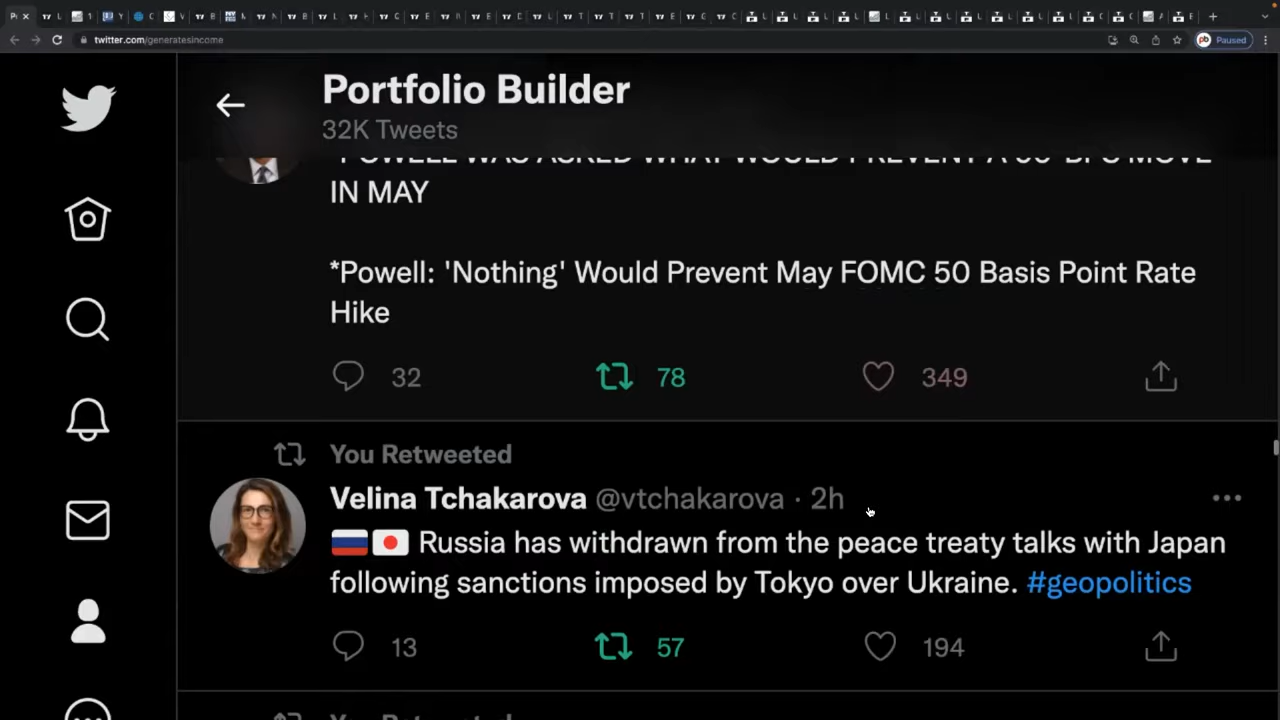 twitter.com/generatesincome
Paused
Portfolio Builder
32K Tweets
*POWELL WAS ASKED WHAT WOULD PREVENT A 50 BPS MOVE
IN MAY
*Powell: 'Nothing' Would Prevent May FOMC 50 Basis Point Rate
Hike
32 78 349
You Retweeted
Velina Tchakarova @vtchakarova · 2h
Russia has withdrawn from the peace treaty talks with Japan
following sanctions imposed by Tokyo over Ukraine. #geopolitics
13 57 194
You Retweeted